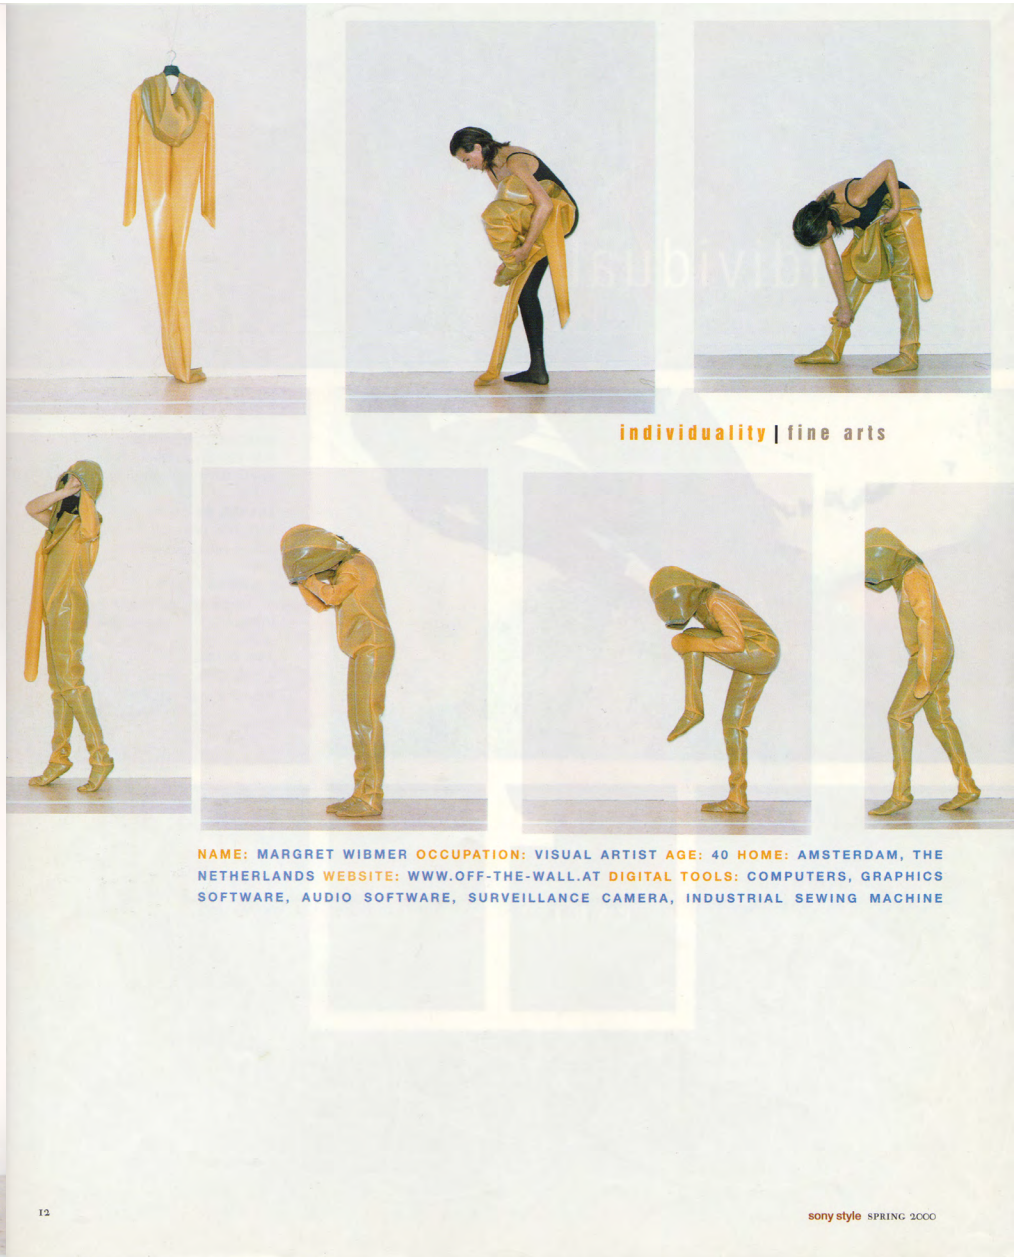 individuality | fine arts
NAME: MARGRET WIBMER OCCUPATION: VISUAL ARTIST AGE: 40 HOME: AMSTERDAM, THE
NETHERLANDS WEBSITE: WWW.OFF-THE-WALL.AT DIGITAL TOOLS: COMPUTERS, GRAPHICS
SOFTWARE, AUDIO SOFTWARE, SURVEILLANCE CAMERA, INDUSTRIAL SEWING MACHINE
12
sony style SPRING 2000